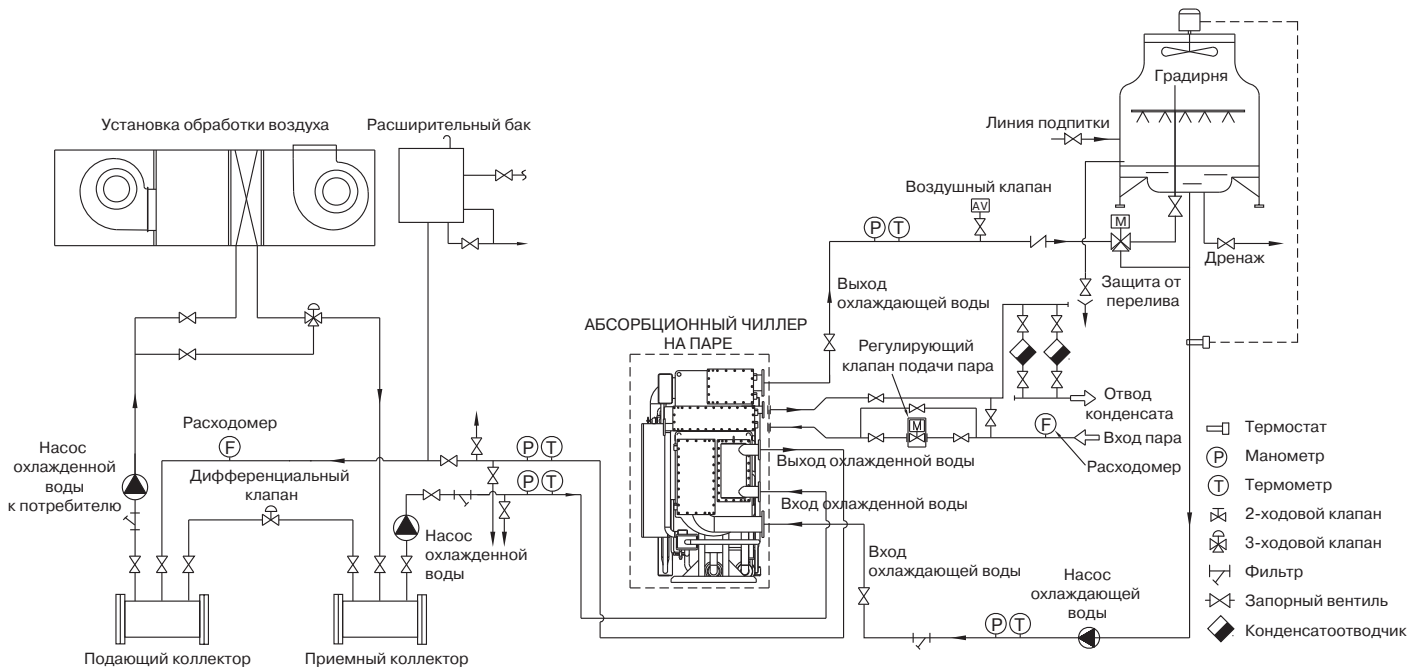 Градирня
Установка обработки воздуха
Расширительный бак
Линия подпитки
Воздушный клапан
AV
P
T
M
Дренаж
Защита от
перелива
Выход
охлаждающей воды
АБСОРБЦИОННЫЙ ЧИЛЛЕР
НА ПАРЕ
Регулирующий
клапан подачи пара
M
Отвод
конденсата
F
Вход пара
Расходомер
Расходомер
F
P
T
Выход охлажденной воды
Насос
охлажденной
воды
к потребителю
Дифференциальный
клапан
P
T
Вход охлажденной воды
Насос
охлажденной
воды
Вход
охлаждающей воды
Насос
охлаждающей
воды
P
T
Подающий коллектор
Приемный коллектор
Термостат
P
Манометр
T
Термометр
2-ходовой клапан
3-ходовой клапан
Фильтр
Запорный вентиль
Конденсатоотводчик